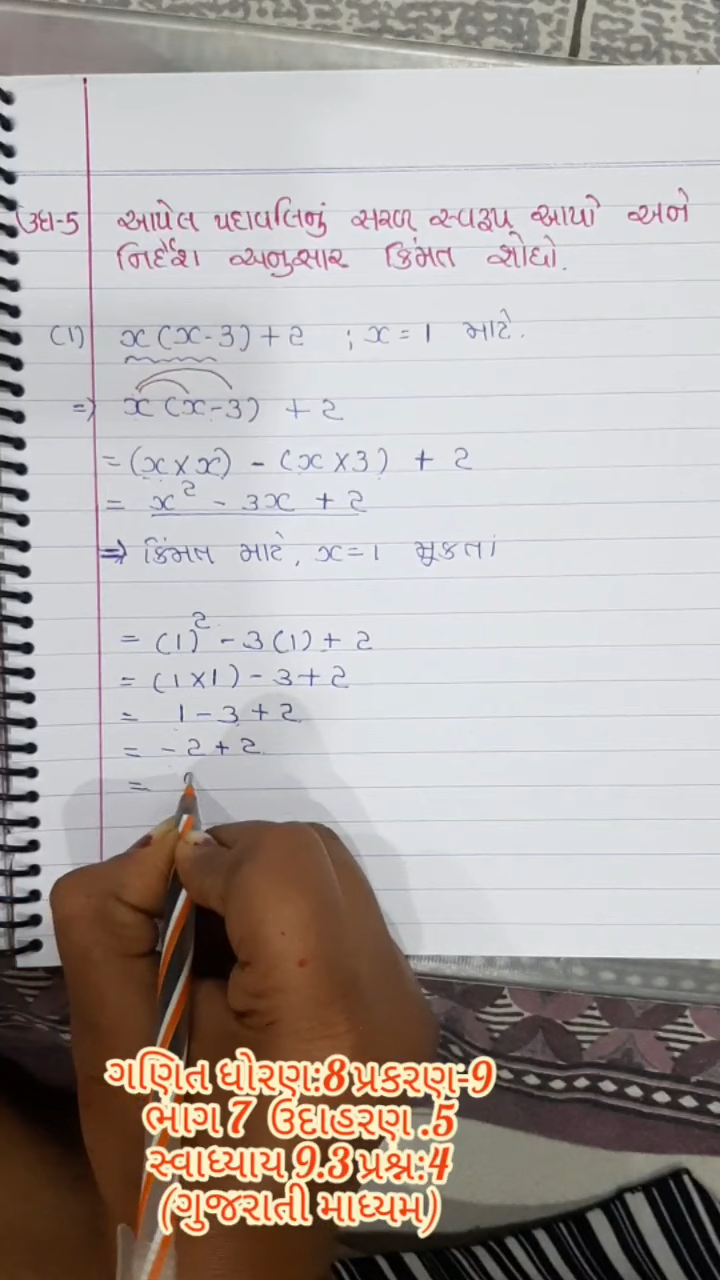 ઉદા-5 આપેલ પદાવલિનું સરળ સ્વરૂપ આપો અને
નિર્દેશ અનુસાર કિંમત શોધો.
(1) x(x-3)+2 ; x=1 માટે.
⇒ x(x-3) + 2
= (x×x) - (x×3) + 2
= x² - 3x + 2
⇒ કિંમત માટે, x=1 મૂકતાં
= (1)² - 3(1) + 2
= (1×1) - 3+2
= 1-3+2
= -2+2
=
ગણિત ધોરણ:8 પ્રકરણ-9
ભાગ 7 ઉદાહરણ .5
સ્વાધ્યાય 9.3 પ્રશ્ન:4
(ગુજરાતી માધ્યમ)